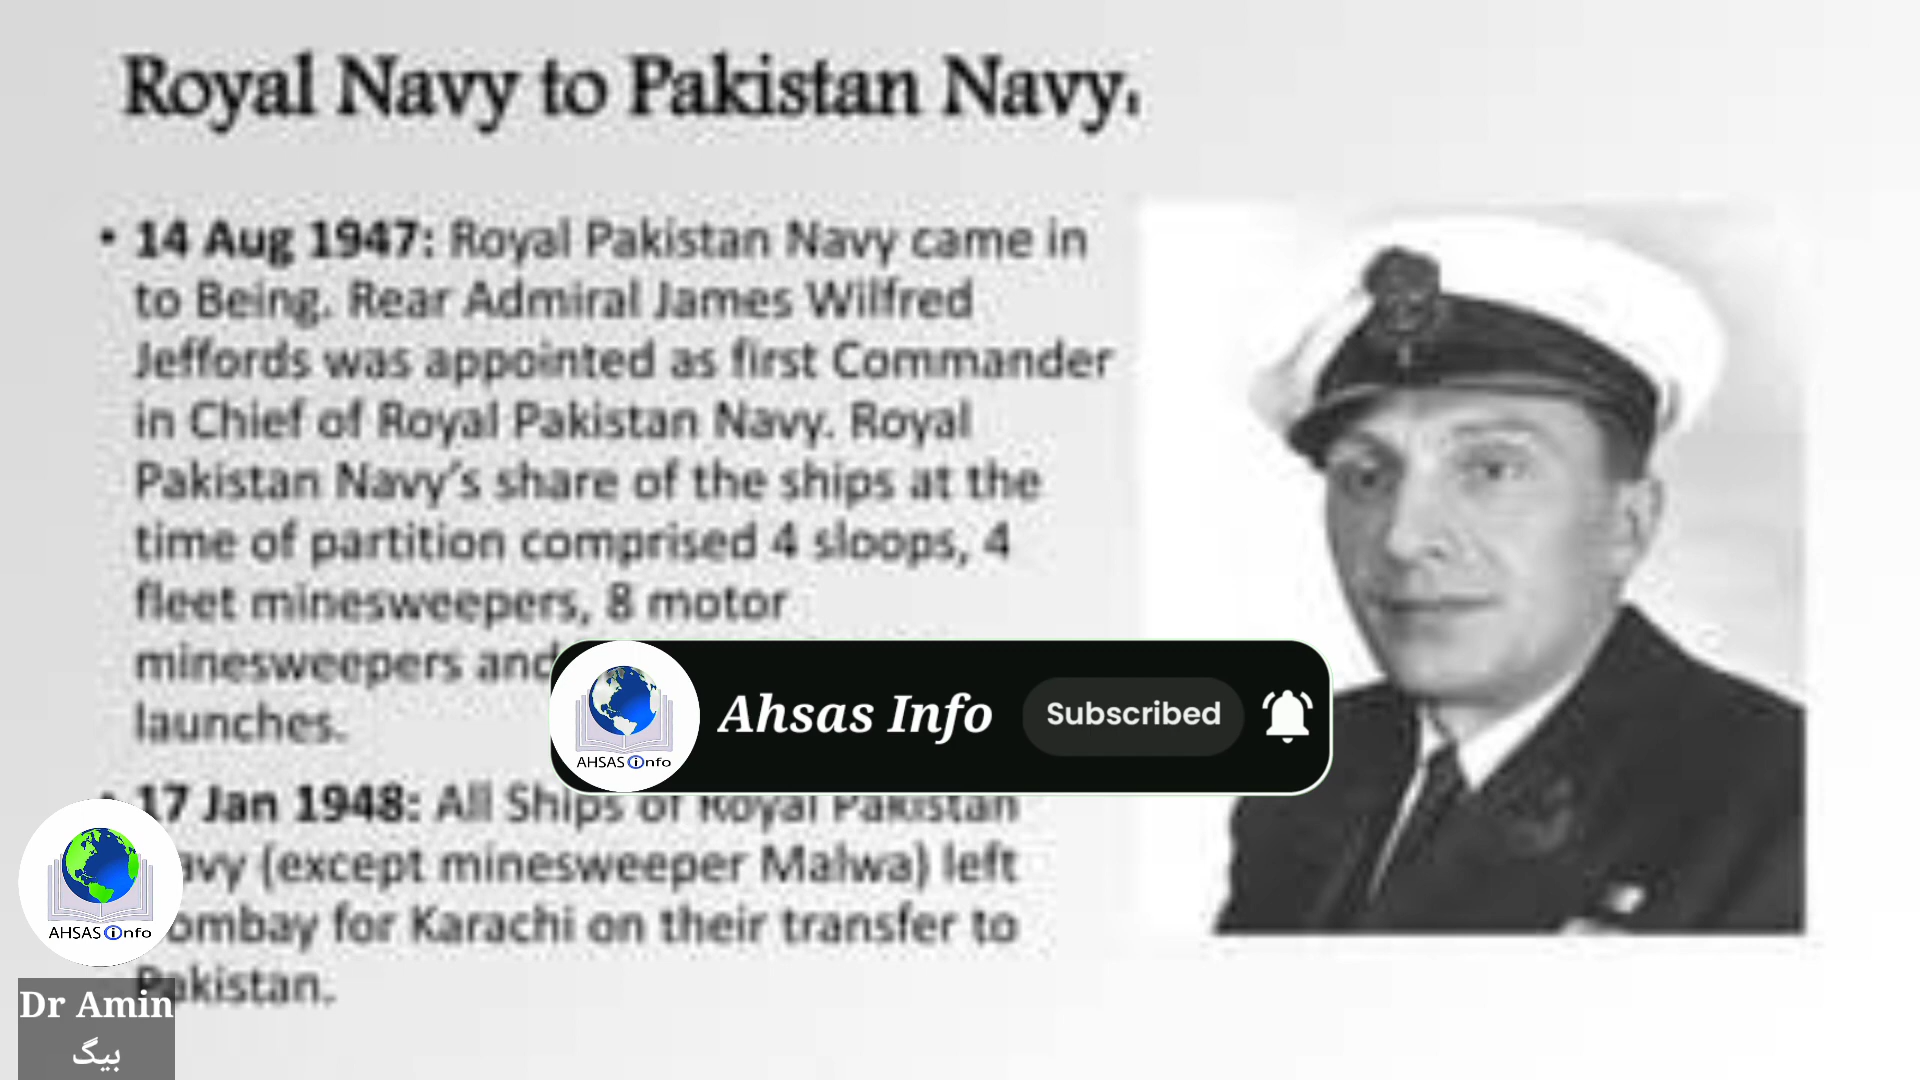 Royal Navy to Pakistan Navy:
• 14 Aug 1947: Royal Pakistan Navy came in
to Being. Rear Admiral James Wilfred
Jeffords was appointed as first Commander
in Chief of Royal Pakistan Navy. Royal
Pakistan Navy's share of the ships at the
time of partition comprised 4 sloops, 4
fleet minesweepers, 8 motor
minesweepers and
launches.
AHSAS info
Ahsas Info
Subscribed
• 17 Jan 1948: All Ships of Royal Pakistan
avy (except minesweeper Malwa) left
ombay for Karachi on their transfer to
Pakistan.
AHSAS info
Dr Amin
بیگ